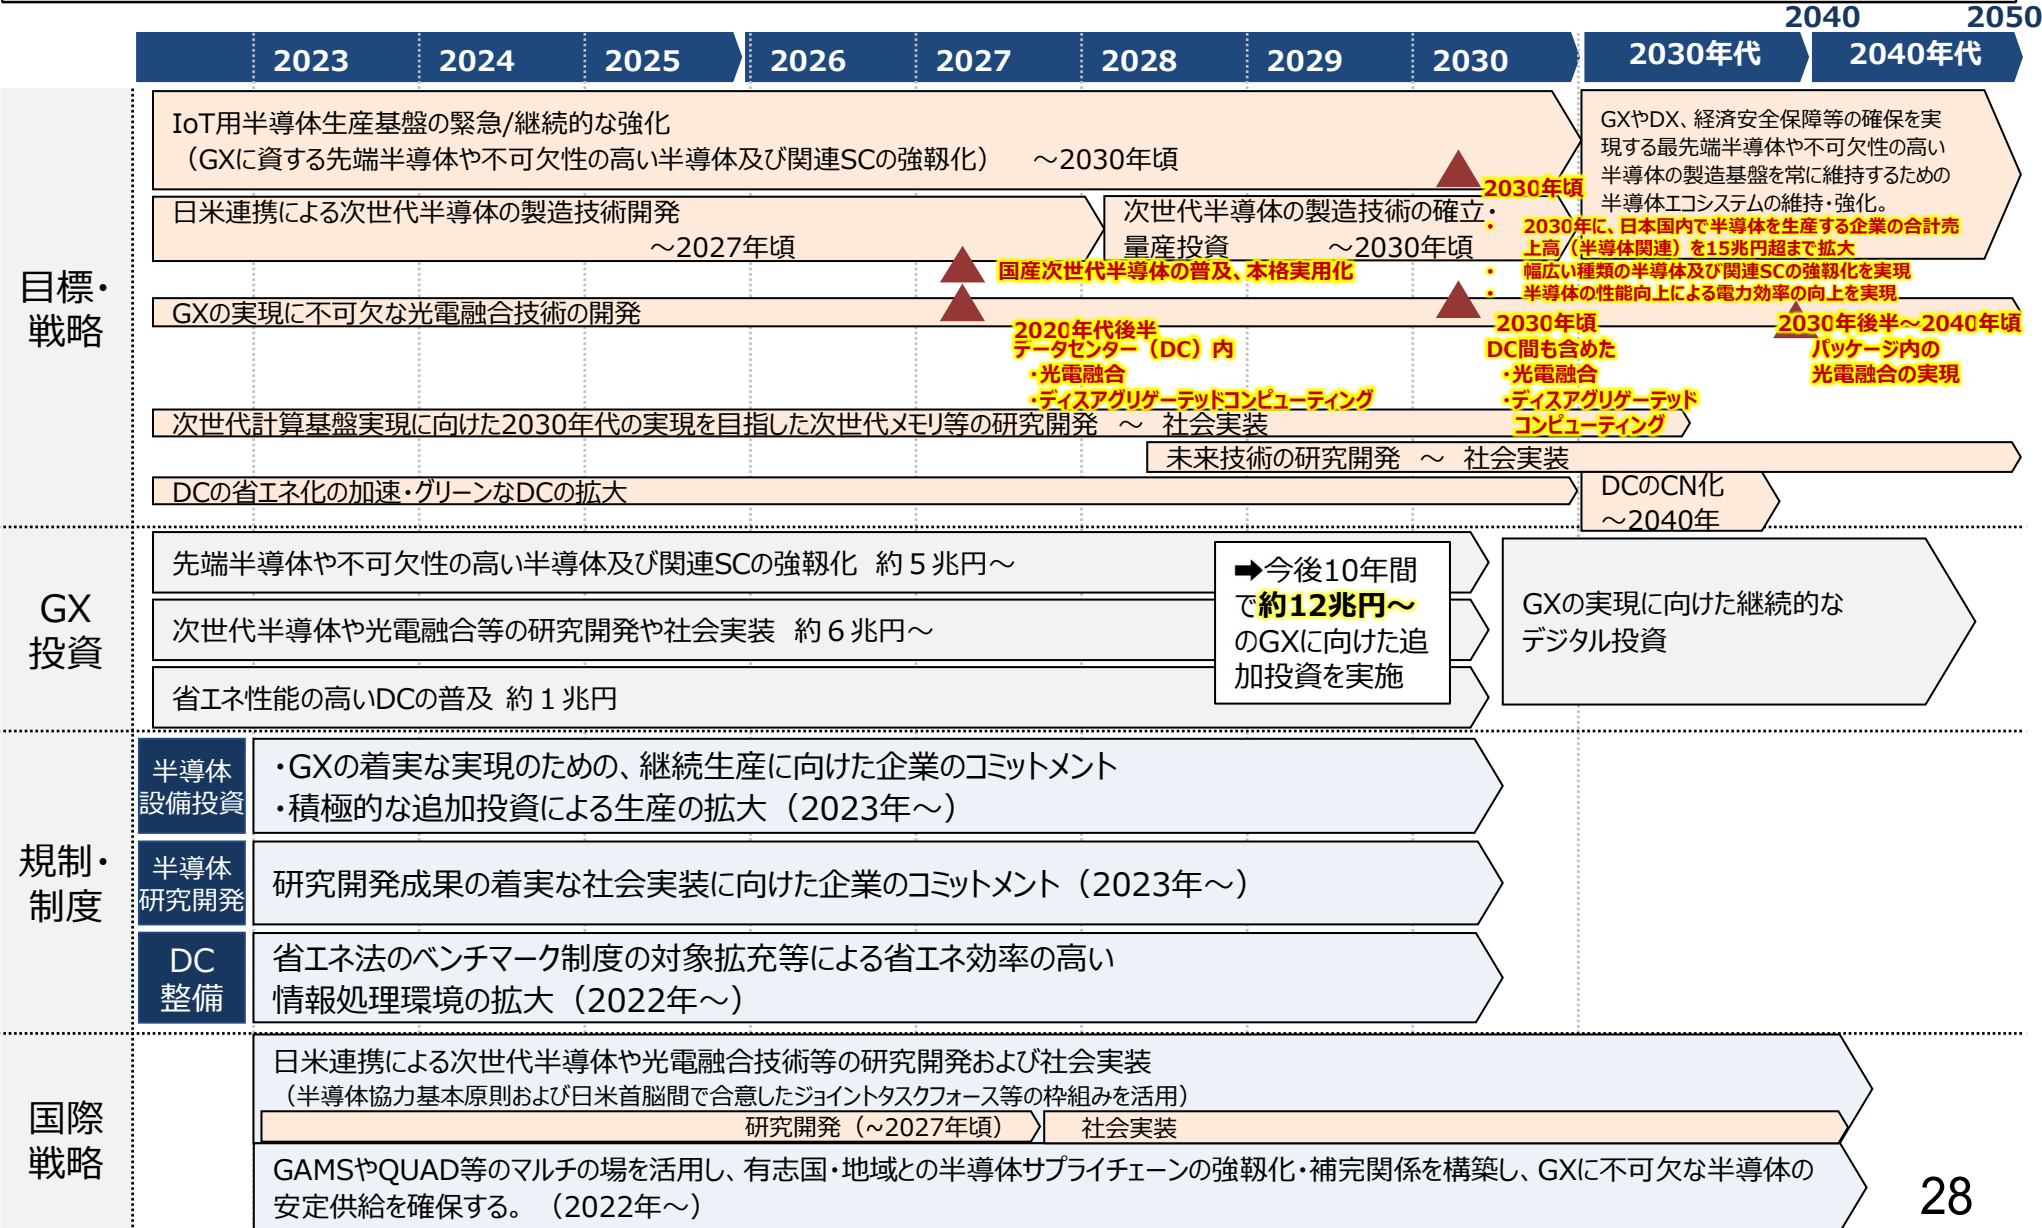 2040 2050
2023 2024 2025 2026 2027 2028 2029 2030 2030年代 2040年代
目標・
戦略
IoT用半導体生産基盤の緊急/継続的な強化
（GXに資する先端半導体や不可欠性の高い半導体及び関連SCの強靱化） ～2030年頃
GXやDX、経済安全保障等の確保を実
現する最先端半導体や不可欠性の高い
半導体の製造基盤を常に維持するための
半導体エコシステムの維持・強化。
日米連携による次世代半導体の製造技術開発
～2027年頃
次世代半導体の製造技術の確立・
量産投資 ～2030年頃
2030年頃
・ 2030年に、日本国内で半導体を生産する企業の合計売
上高（半導体関連）を15兆円超まで拡大
・ 幅広い種類の半導体及び関連SCの強靱化を実現
・ 半導体の性能向上による電力効率の向上を実現
国産次世代半導体の普及、本格実用化
GXの実現に不可欠な光電融合技術の開発
2020年代後半
データセンター（DC）内
・光電融合
・ディスアグリゲーテッドコンピューティング
2030年頃
DC間も含めた
・光電融合
・ディスアグリゲーテッド
コンピューティング
2030年後半～2040年頃
パッケージ内の
光電融合の実現
次世代計算基盤実現に向けた2030年代の実現を目指した次世代メモリ等の研究開発 ～ 社会実装
未来技術の研究開発 ～ 社会実装
DCの省エネ化の加速・グリーンなDCの拡大
DCのCN化
～2040年
GX
投資
先端半導体や不可欠性の高い半導体及び関連SCの強靱化 約５兆円～
次世代半導体や光電融合等の研究開発や社会実装 約６兆円～
省エネ性能の高いDCの普及 約１兆円
➡今後10年間
で約12兆円～
のGXに向けた追
加投資を実施
GXの実現に向けた継続的な
デジタル投資
規制・
制度
半導体
設備投資
・GXの着実な実現のための、継続生産に向けた企業のコミットメント
・積極的な追加投資による生産の拡大（2023年～）
半導体
研究開発
研究開発成果の着実な社会実装に向けた企業のコミットメント（2023年～）
DC
整備
省エネ法のベンチマーク制度の対象拡充等による省エネ効率の高い
情報処理環境の拡大（2022年～）
国際
戦略
日米連携による次世代半導体や光電融合技術等の研究開発および社会実装
（半導体協力基本原則および日米首脳間で合意したジョイントタスクフォース等の枠組みを活用）
研究開発（~2027年頃） 社会実装
GAMSやQUAD等のマルチの場を活用し、有志国・地域との半導体サプライチェーンの強靱化・補完関係を構築し、GXに不可欠な半導体の
安定供給を確保する。（2022年～）
28